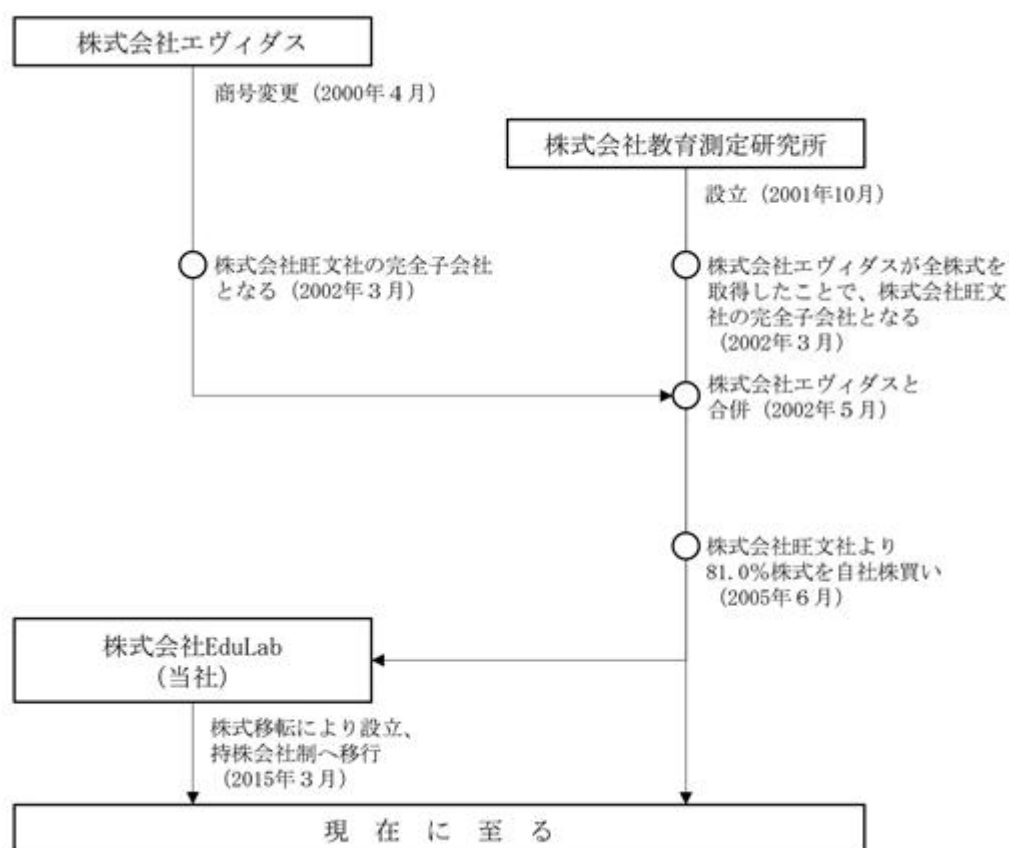 株式会社エヴィダス
商号変更（2000年４月）
株式会社教育測定研究所
設立（2001年10月）
株式会社旺文社の完全子会社
となる（2002年３月）
株式会社エヴィダスが全株式を
取得したことで、株式会社旺文
社の完全子会社となる
（2002年３月）
株式会社エヴィダスと
合併（2002年５月）
株式会社旺文社より
81.0％株式を自社株買い
（2005年６月）
株式会社EduLab
（当社）
株式移転により設立、
持株会社制へ移行
（2015年３月）
現　在　に　至　る